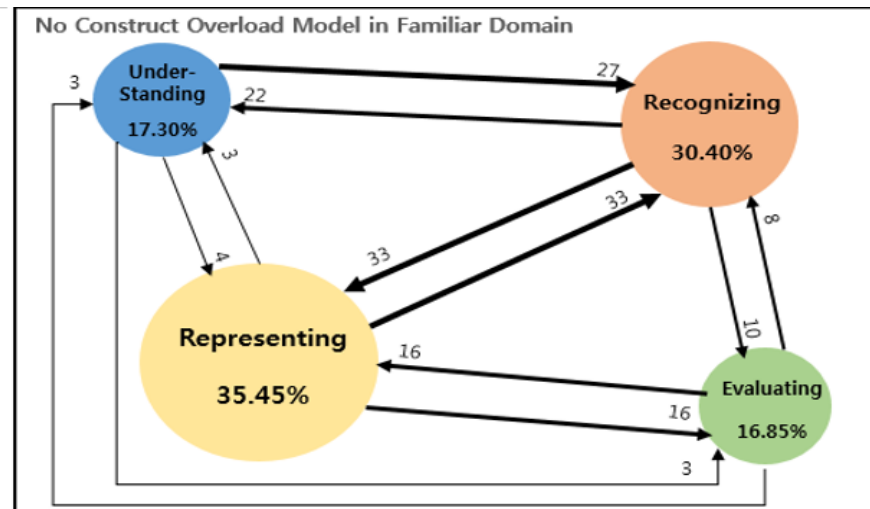 No Construct Overload Model in Familiar Domain
3
Under-
Standing
17.30%
27
22
Recognizing
30.40%
3
33
8
4
33
10
Representing
35.45%
16
Evaluating
16
16.85%
3